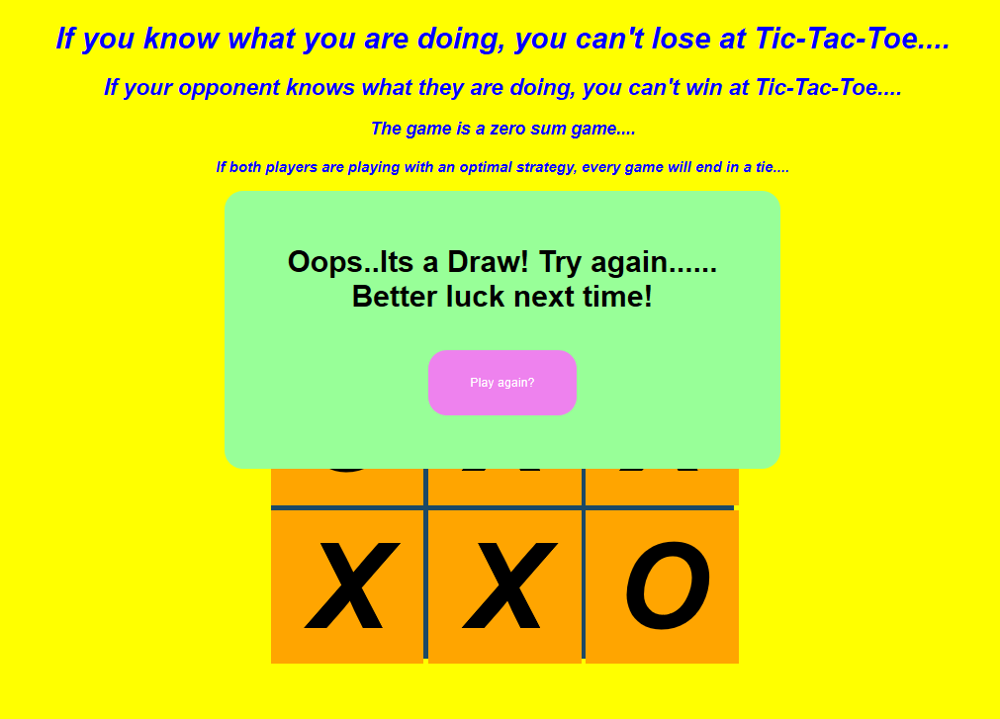 If you know what you are doing, you can't lose at Tic-Tac-Toe....
If your opponent knows what they are doing, you can't win at Tic-Tac-Toe....
The game is a zero sum game....
If both players are playing with an optimal strategy, every game will end in a tie....
Oops..Its a Draw! Try again......
Better luck next time!
Play again?
X X O